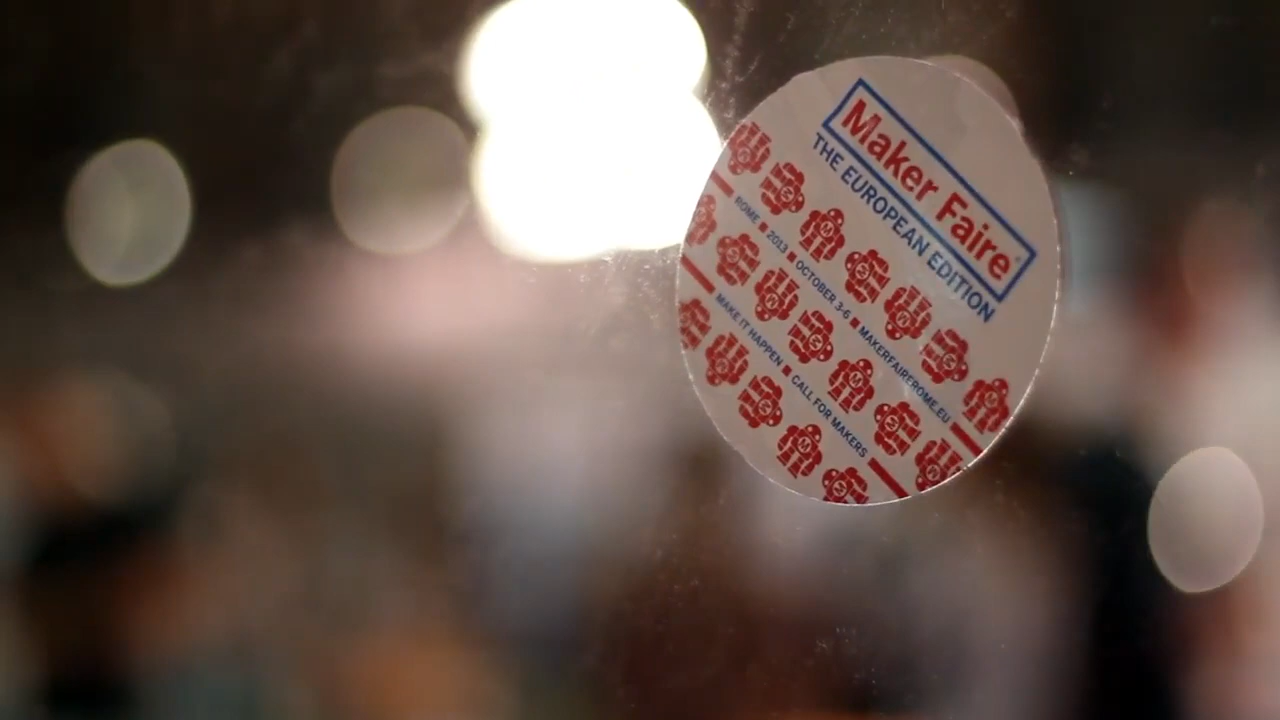 Maker Faire
THE EUROPEAN EDITION
ROME ■ 2013 ■ OCTOBER 3-6 ■ MAKERFAIREROME.EU
MAKE IT HAPPEN ■ CALL FOR MAKERS